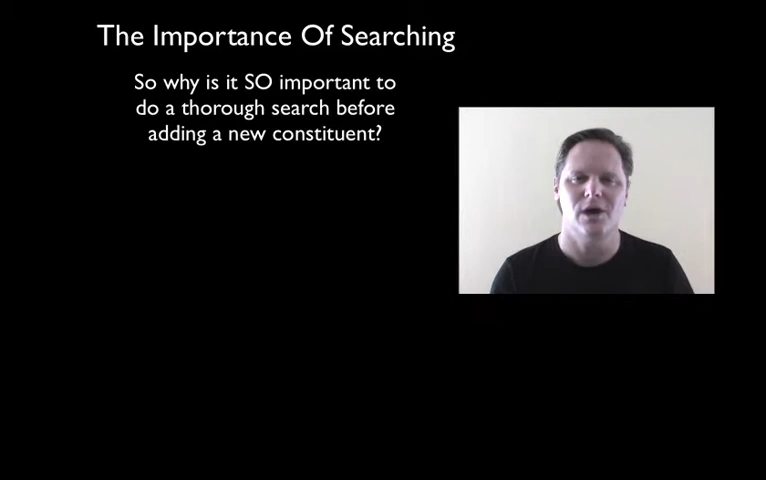 The Importance Of Searching
So why is it SO important to
do a thorough search before
adding a new constituent?